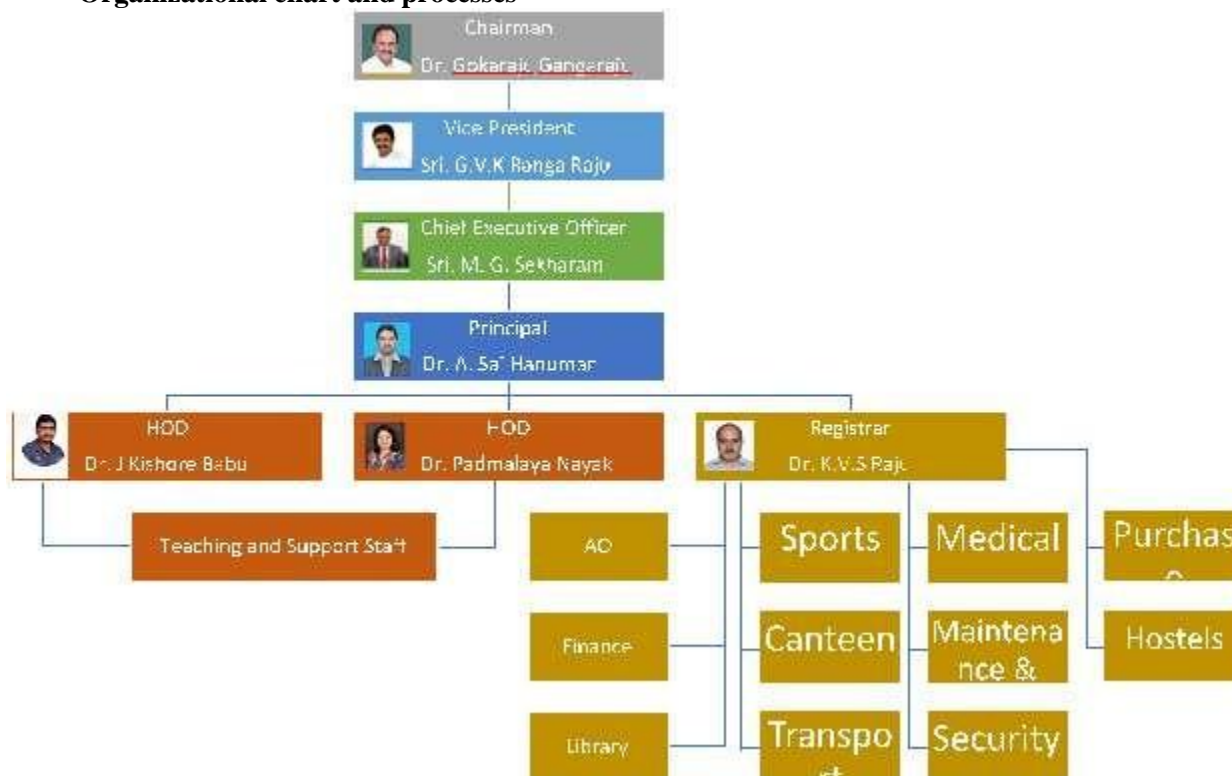 Organizational chart and processes
Chairman
Dr. Gokaraju Gangaraju
Vice President
Sri. G.V.K Ranga Raju
Chief Executive Officer
Sri. M. G. Sekharam
Principal
Dr. A. Sai Hanuman
HOD
Dr. J Kishore Babu
HOD
Dr. Padmalaya Nayak
Registrar
Dr. K.V.S Raju
Teaching and Support Staff
AO
Sports
Medical
Purchas
e
Finance
Canteen
Maintena
nce &
Hostels
Library
Transpo
rt
Security